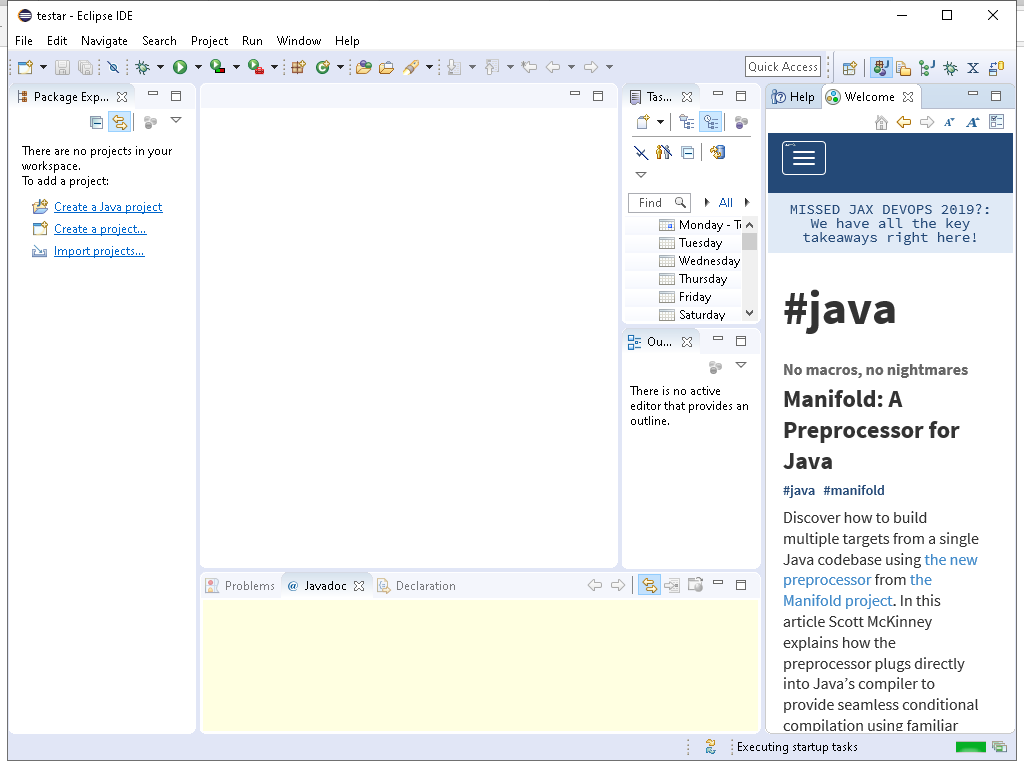 testar - Eclipse IDE
File Edit Navigate Search Project Run Window Help
Quick Access
Package Exp...
There are no projects in your
workspace.
To add a project:
Create a Java project
Create a project...
Import projects...
Tas...
Find
All
Monday - T
Tuesday
Wednesday
Thursday
Friday
Saturday
Ou...
There is no active
editor that provides an
outline.
Problems @ Javadoc Declaration
Help Welcome
MISSED JAX DEVOPS 2019?:
We have all the key
takeaways right here!
#java
No macros, no nightmares
Manifold: A
Preprocessor for
Java
#java #manifold
Discover how to build
multiple targets from a single
Java codebase using the new
preprocessor from the
Manifold project. In this
article Scott McKinney
explains how the
preprocessor plugs directly
into Java's compiler to
provide seamless conditional
compilation using familiar
Executing startup tasks